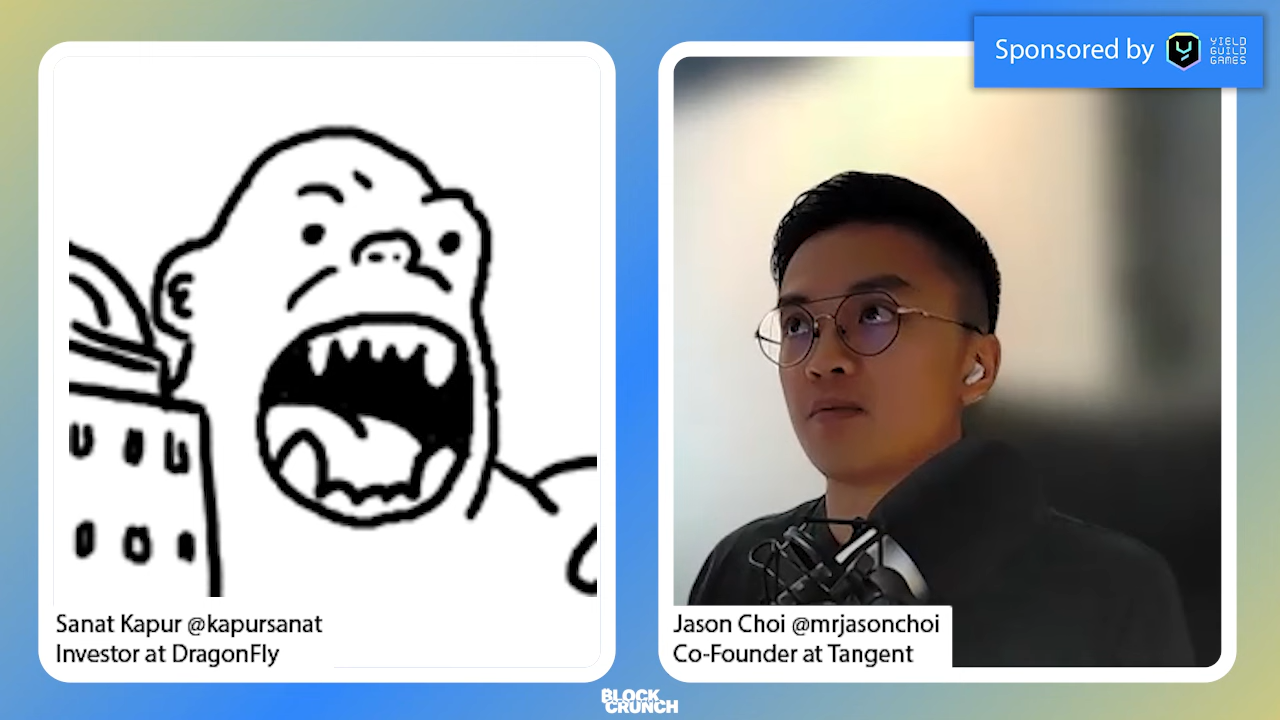 Sponsored by
YIELD
GUILD
GAMES
Sanat Kapur @kapursanat
Investor at DragonFly
Jason Choi @mrjasonchoi
Co-Founder at Tangent
BLOCK
CRUNCH